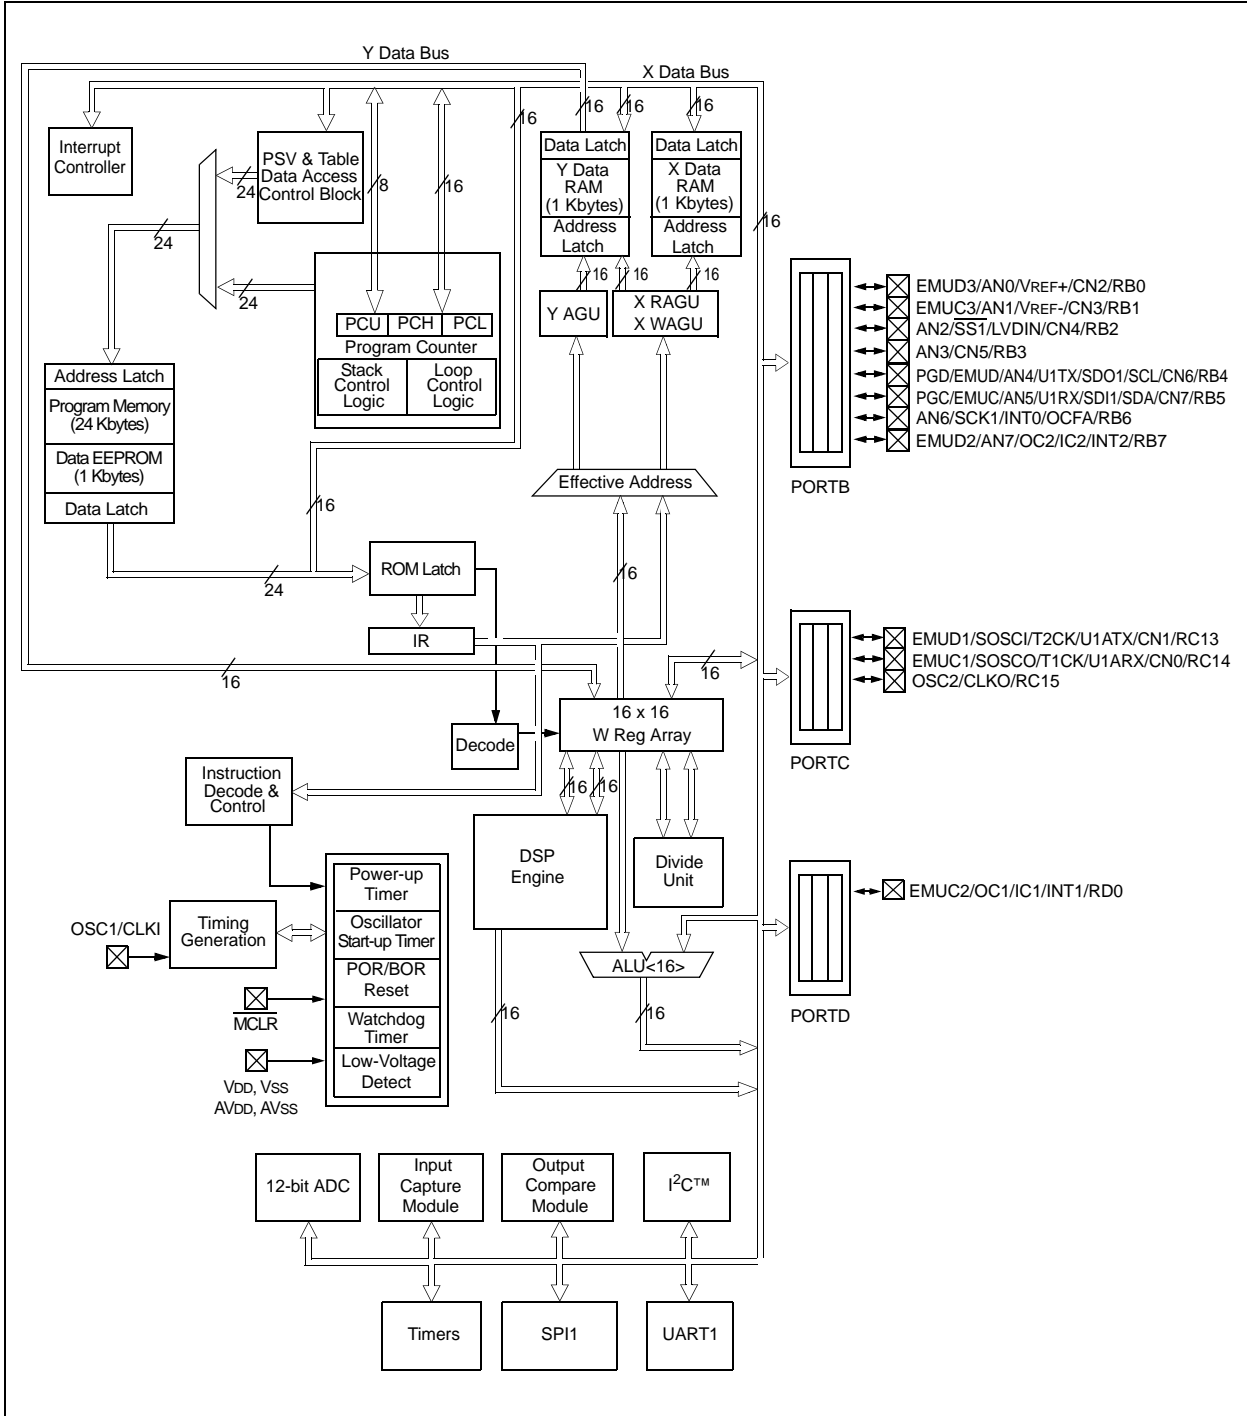 Y Data Bus
X Data Bus
16
16
16
16
Interrupt
Controller
PSV & Table
Data Access
Control Block
24
8
16
Data Latch
Y Data
RAM
(1 Kbytes)
Address
Latch
Data Latch
X Data
RAM
(1 Kbytes)
Address
Latch
16
24
24
16
16
16
Y AGU
X RAGU
X WAGU
PCU
PCH
PCL
Program Counter
Stack
Control
Logic
Loop
Control
Logic
Address Latch
Program Memory
(24 Kbytes)
Data EEPROM
(1 Kbytes)
Data Latch
Effective Address
16
24
ROM Latch
16
IR
16
16
16 x 16
W Reg Array
Decode
Instruction
Decode &
Control
16
16
DSP
Engine
Divide
Unit
Power-up
Timer
Oscillator
Start-up Timer
POR/BOR
Reset
Watchdog
Timer
Low-Voltage
Detect
OSC1/CLKI
Timing
Generation
MCLR
VDD, VSS
AVDD, AVSS
ALU<16>
16
16
EMUD3/AN0/VREF+/CN2/RB0
EMUC3/AN1/VREF-/CN3/RB1
AN2/SS1/LVDIN/CN4/RB2
AN3/CN5/RB3
PGD/EMUD/AN4/U1TX/SDO1/SCL/CN6/RB4
PGC/EMUC/AN5/U1RX/SDI1/SDA/CN7/RB5
AN6/SCK1/INT0/OCFA/RB6
EMUD2/AN7/OC2/IC2/INT2/RB7
PORTB
EMUD1/SOSCI/T2CK/U1ATX/CN1/RC13
EMUC1/SOSCO/T1CK/U1ARX/CN0/RC14
OSC2/CLKO/RC15
PORTC
EMUC2/OC1/IC1/INT1/RD0
PORTD
12-bit ADC
Input
Capture
Module
Output
Compare
Module
I2C™
Timers
SPI1
UART1